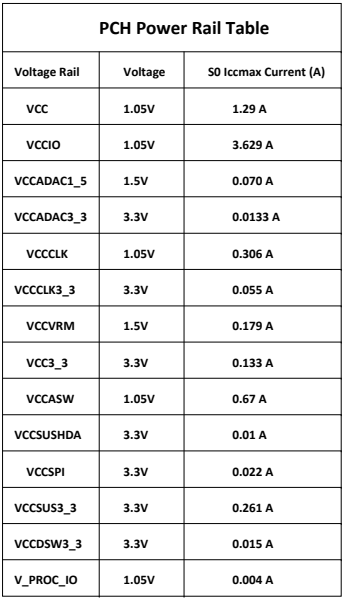 PCH Power Rail Table
Voltage Rail Voltage S0 Iccmax Current (A)
VCC 1.05V 1.29 A
VCCIO 1.05V 3.629 A
VCCADAC1_5 1.5V 0.070 A
VCCADAC3_3 3.3V 0.0133 A
VCCCLK 1.05V 0.306 A
VCCCLK3_3 3.3V 0.055 A
VCCVRM 1.5V 0.179 A
VCC3_3 3.3V 0.133 A
VCCASW 1.05V 0.67 A
VCCSUSHDA 3.3V 0.01 A
VCCSPI 3.3V 0.022 A
VCCSUS3_3 3.3V 0.261 A
VCCDSW3_3 3.3V 0.015 A
V_PROC_IO 1.05V 0.004 A